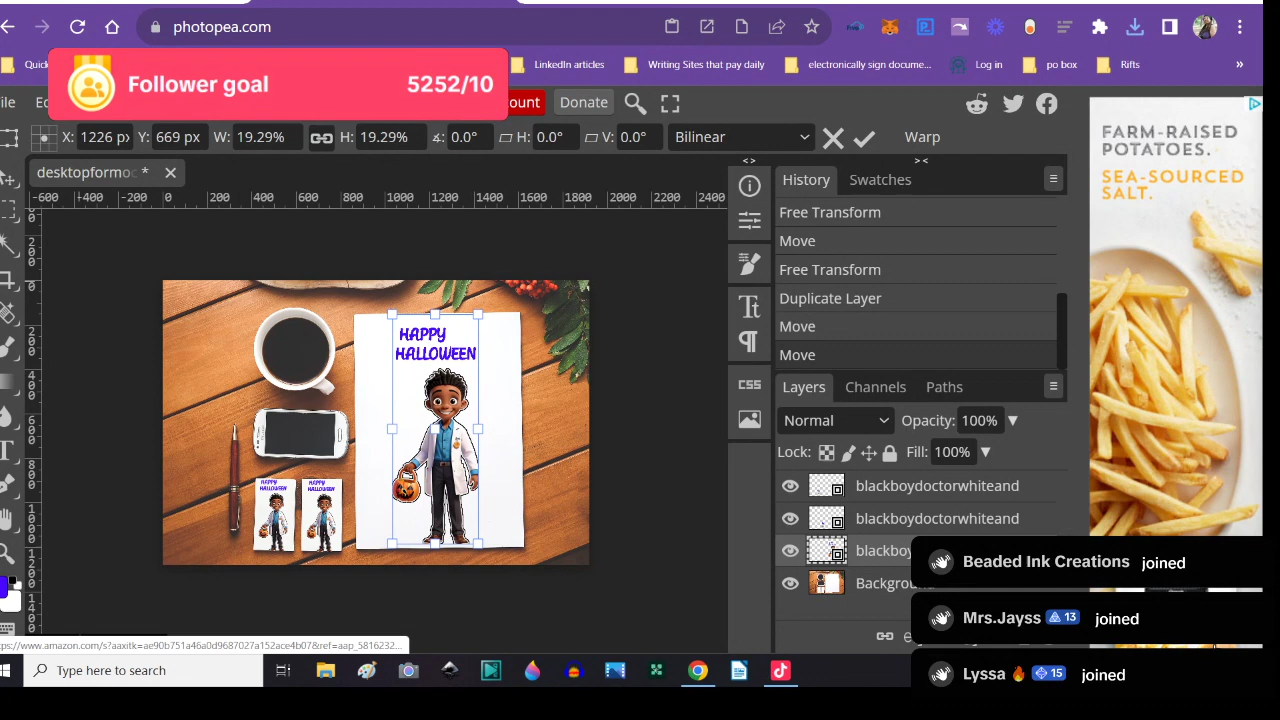 photopea.com
Quick
LinkedIn articles
Writing Sites that pay daily
electronically sign docume...
Log in
po box
Rifts
»
Follower goal 5252/10
ile Ed
ount Donate
X: 1226 px Y: 669 px W: 19.29% H: 19.29% ∡: 0.0° H: 0.0° V: 0.0° Bilinear Warp
desktopformoc *
<> ><
-600 -400 -200 0 200 400 600 800 1000 1200 1400 1600 1800 2000 2200 2400
History Swatches
Free Transform
Move
Free Transform
Duplicate Layer
Move
Move
Layers Channels Paths
Normal Opacity: 100%
Lock: Fill: 100%
blackboydoctorwhiteand
blackboydoctorwhiteand
blackboy
Background
CSS
HAPPY
HALLOWEEN
HAPPY
HALLOWEEN
HAPPY
HALLOWEEN
FARM-RAISED
POTATOES.
SEA-SOURCED
SALT.
Beaded Ink Creations joined
Mrs.Jayss 13 joined
Lyssa 🔥 15 joined
ps://www.amazon.com/s?aaxitk=ae90b751a46a0d9687027a152ace4b07&ref=aap_5816232...
Type here to search